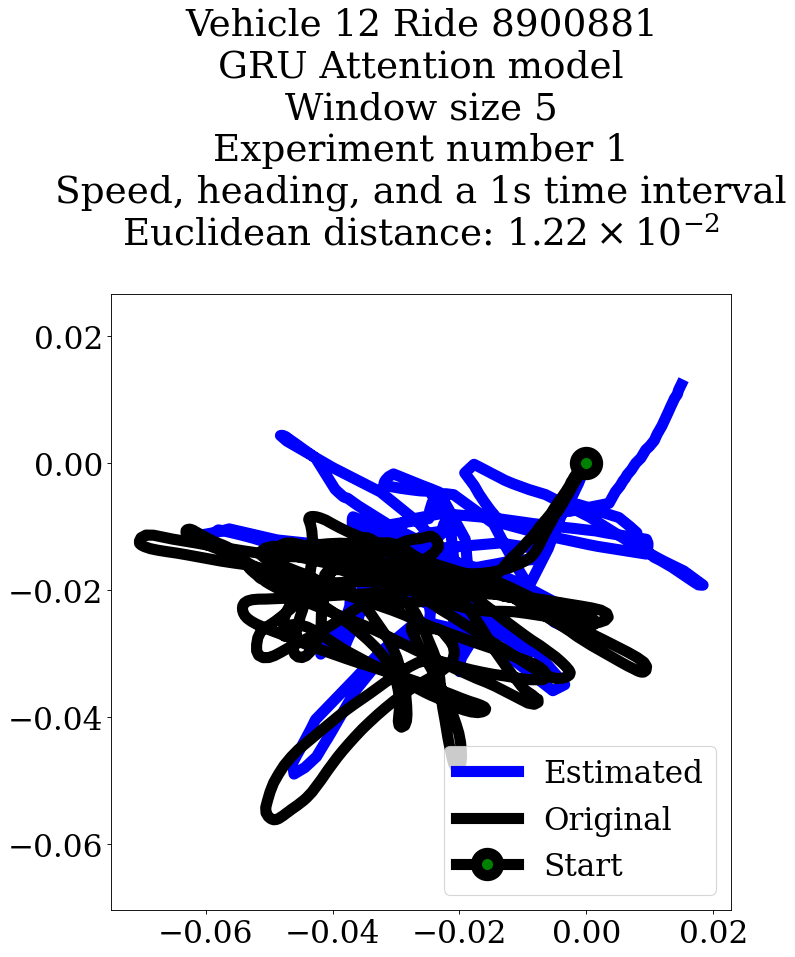 Vehicle 12 Ride 8900881
GRU Attention model
Window size 5
Experiment number 1
Speed, heading, and a 1s time interval
Euclidean distance: 1.22 × 10⁻²
0.02
0.00
−0.02
−0.04
−0.06
Estimated
Original
Start
−0.06 −0.04 −0.02 0.00 0.02